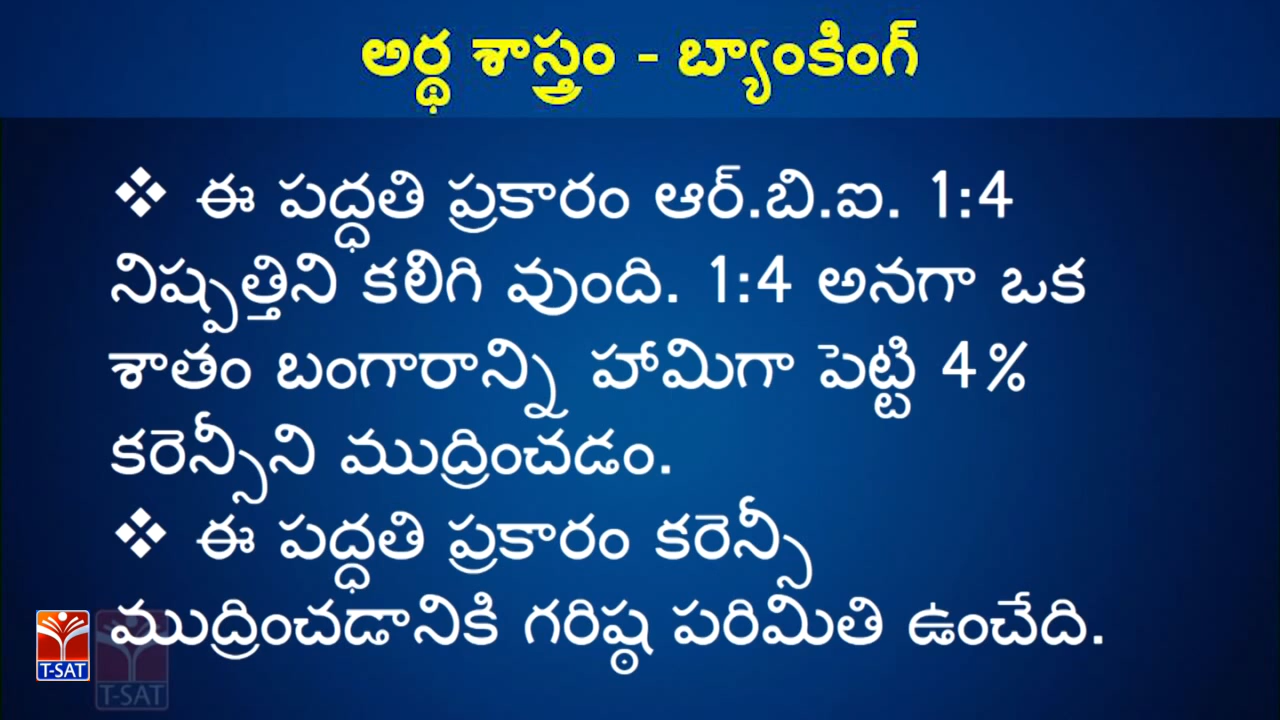 అర్థ శాస్త్రం - బ్యాంకింగ్
❖ ఈ పద్ధతి ప్రకారం ఆర్.బి.ఐ. 1:4
నిష్పత్తిని కలిగి వుంది. 1:4 అనగా ఒక
శాతం బంగారాన్ని హామిగా పెట్టి 4%
కరెన్సీని ముద్రించడం.
❖ ఈ పద్ధతి ప్రకారం కరెన్సీ
ముద్రించడానికి గరిష్ఠ పరిమితి ఉంచేది.
T-SAT
T-SAT